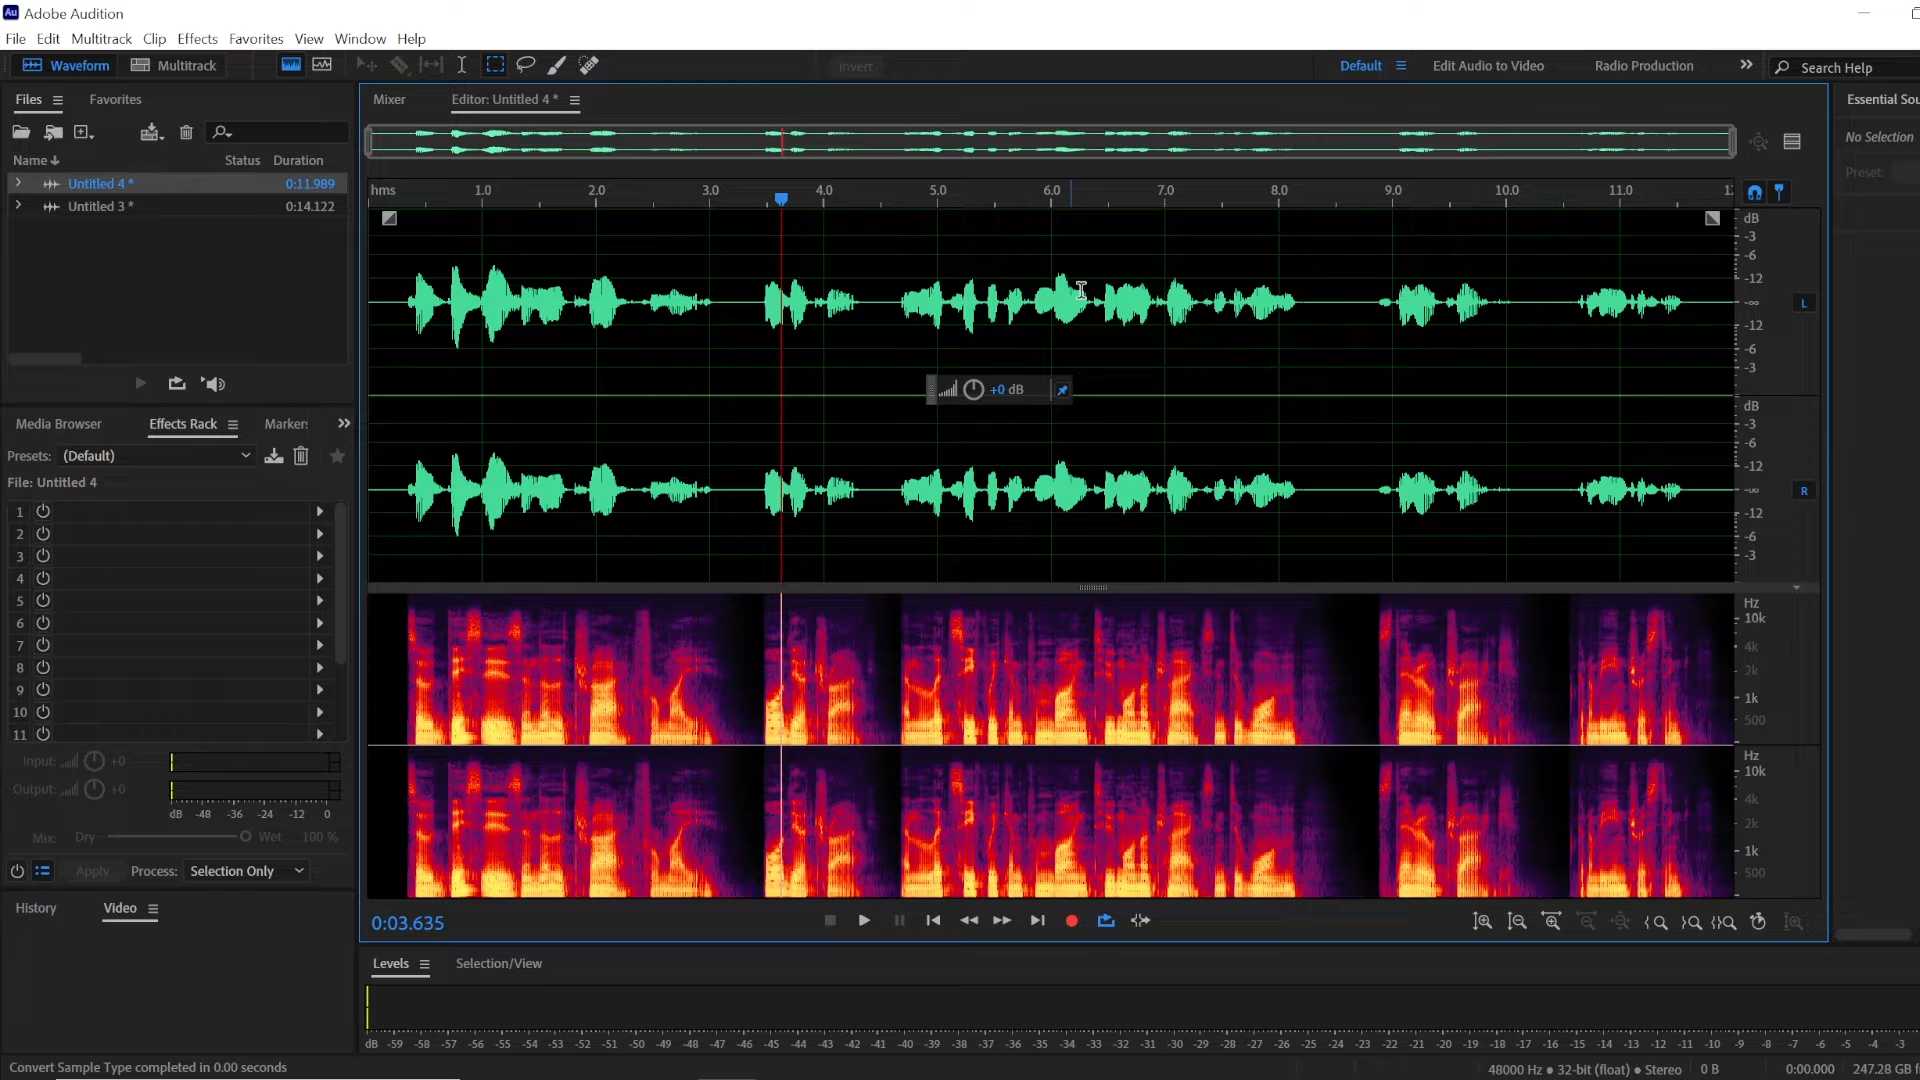 Au Adobe Audition
File Edit Multitrack Clip Effects Favorites View Window Help
Waveform Multitrack invert Default Edit Audio to Video Radio Production Search Help
Files Favorites
Name Status Duration
Untitled 4 * 0:11.989
Untitled 3 * 0:14.122
Media Browser Effects Rack Marker
Presets: (Default)
File: Untitled 4
1
2
3
4
5
6
7
8
9
10
11
Input: +0
Output: +0
dB -48 -36 -24 -12 0
Mix: Dry Wet 100 %
Apply Process: Selection Only
History Video
Mixer Editor: Untitled 4 *
hms 1.0 2.0 3.0 4.0 5.0 6.0 7.0 8.0 9.0 10.0 11.0 1
dB
-3
-6
-12
-∞ L
-12
-6
-3
+0 dB
dB
-3
-6
-12
-∞ R
-12
-6
-3
Hz
10k
4k
2k
1k
500
Hz
10k
4k
2k
1k
500
0:03.635
Essential Sou
No Selection
Preset:
Levels Selection/View
dB -59 -58 -57 -56 -55 -54 -53 -52 -51 -50 -49 -48 -47 -46 -45 -44 -43 -42 -41 -40 -39 -38 -37 -36 -35 -34 -33 -32 -31 -30 -29 -28 -27 -26 -25 -24 -23 -22 -21 -20 -19 -18 -17 -16 -15 -14 -13 -12 -11 -10 -9 -8 -7 -6 -5 -4 -3
Convert Sample Type completed in 0.00 seconds
48000 Hz ● 32-bit (float) ● Stereo 0 B 0:00.000 247.28 GB f